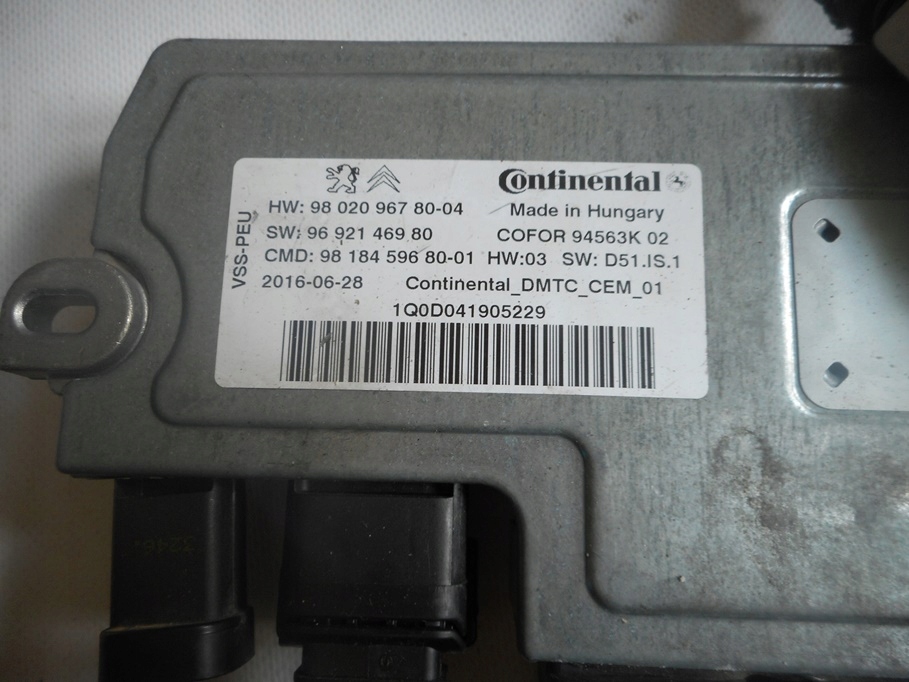 Continental
HW: 98 020 967 80-04 Made in Hungary
SW: 96 921 469 80 COFOR 94563K 02
CMD: 98 184 596 80-01 HW:03 SW: D51.IS.1
2016-06-28 Continental_DMTC_CEM_01
1Q0D041905229
VSS-PEU
3246.